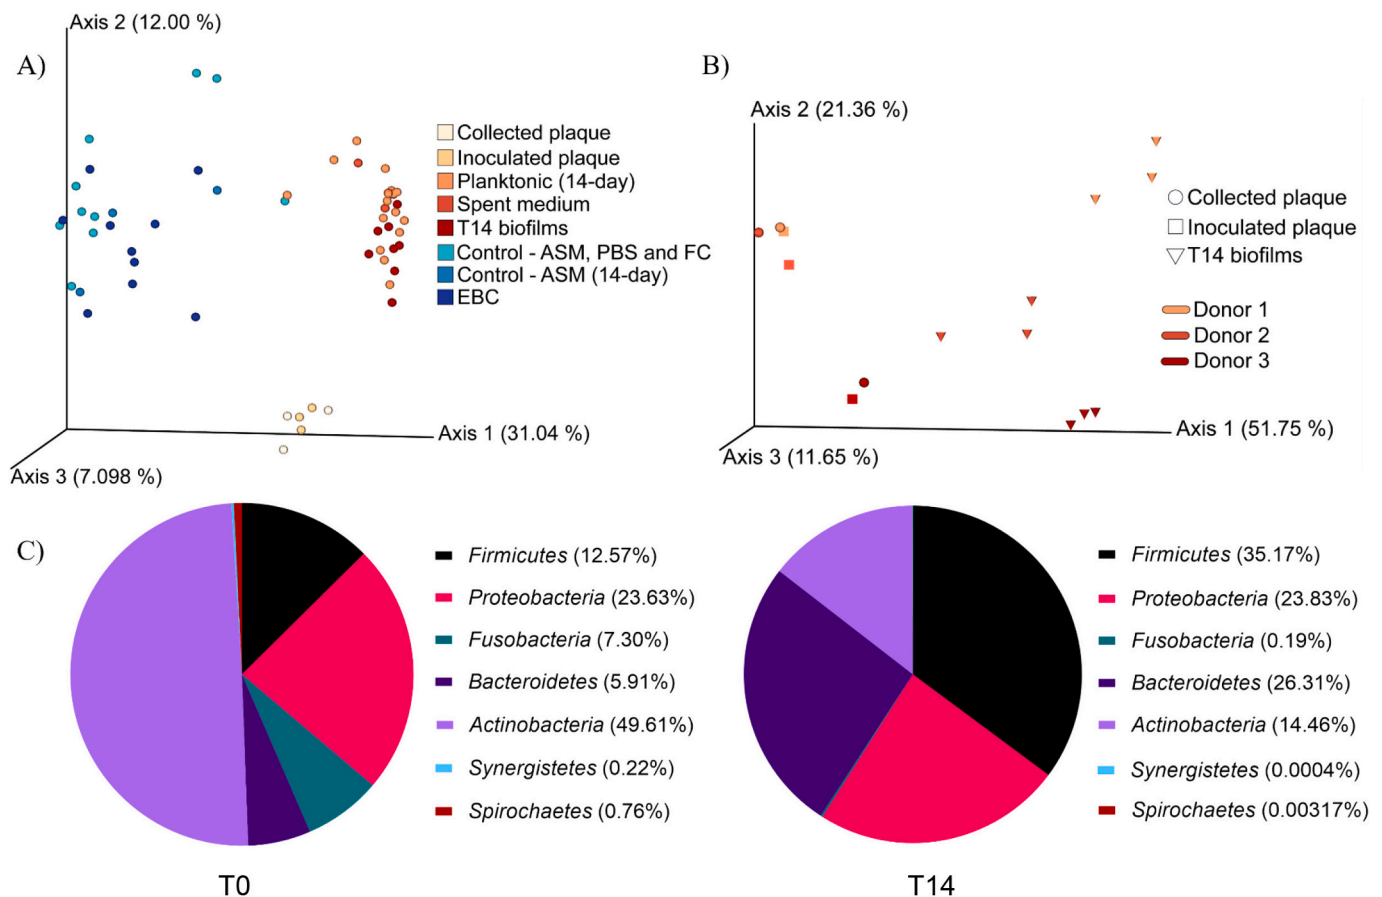 A)
Axis 2 (12.00 %)
Collected plaque
Inoculated plaque
Planktonic (14-day)
Spent medium
T14 biofilms
Control - ASM, PBS and FC
Control - ASM (14-day)
EBC
Axis 1 (31.04 %)
Axis 3 (7.098 %)
B)
Axis 2 (21.36 %)
Collected plaque
Inoculated plaque
T14 biofilms
Donor 1
Donor 2
Donor 3
Axis 1 (51.75 %)
Axis 3 (11.65 %)
C)
Firmicutes (12.57%)
Proteobacteria (23.63%)
Fusobacteria (7.30%)
Bacteroidetes (5.91%)
Actinobacteria (49.61%)
Synergistetes (0.22%)
Spirochaetes (0.76%)
T0
Firmicutes (35.17%)
Proteobacteria (23.83%)
Fusobacteria (0.19%)
Bacteroidetes (26.31%)
Actinobacteria (14.46%)
Synergistetes (0.0004%)
Spirochaetes (0.00317%)
T14